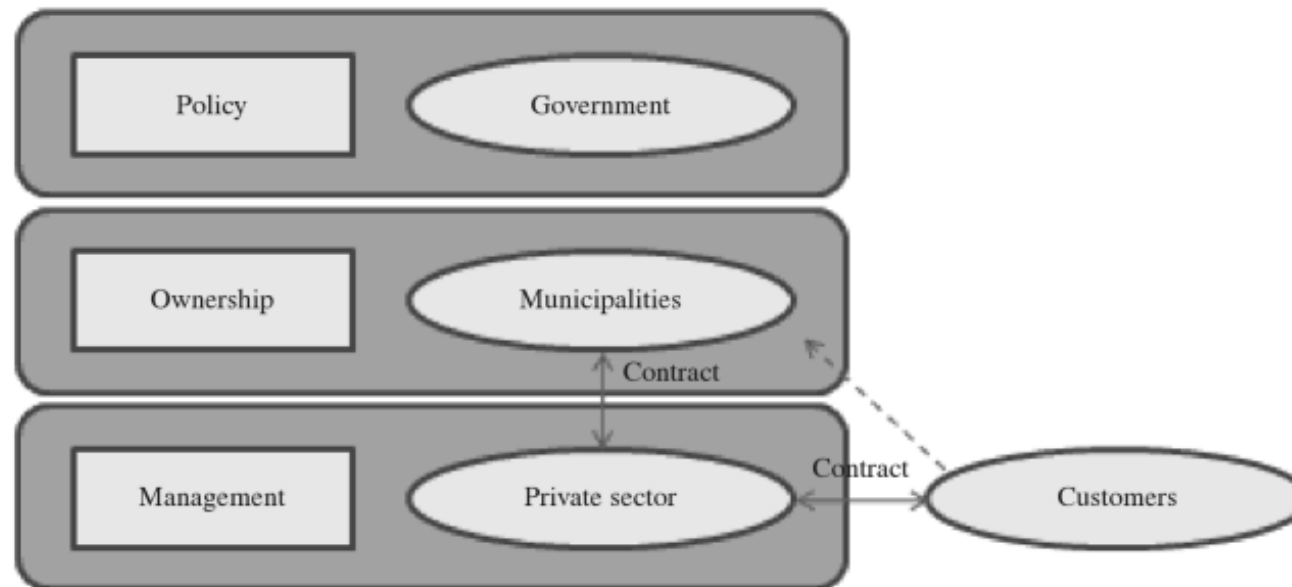 Policy
Government
Ownership
Municipalities
Contract
Management
Private sector
Contract
Customers